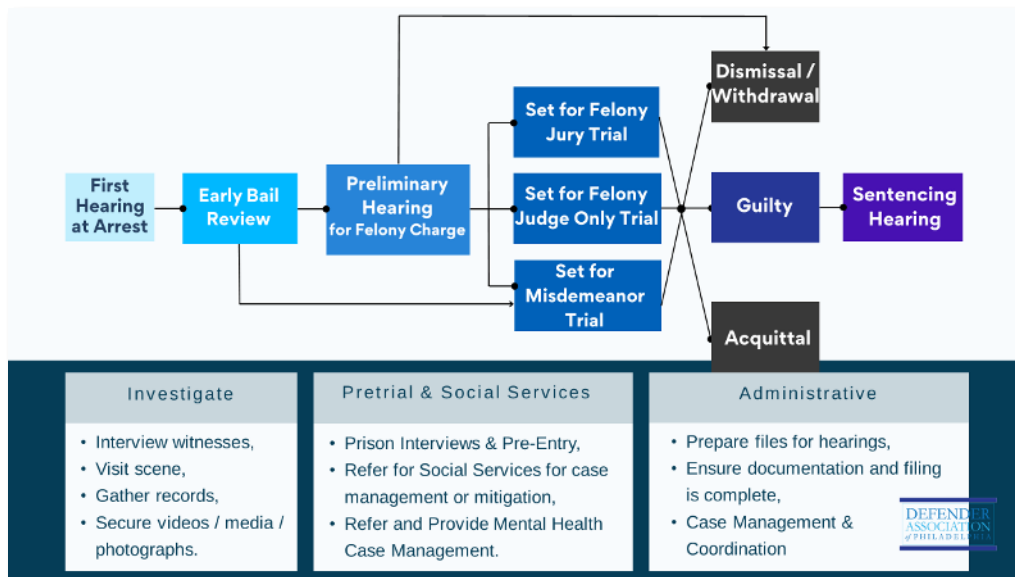 First
Hearing
at Arrest
Early Bail
Review
Preliminary
Hearing
for Felony Charge
Set for Felony
Jury Trial
Set for Felony
Judge Only Trial
Set for
Misdemeanor
Trial
Dismissal /
Withdrawal
Guilty
Acquittal
Sentencing
Hearing
Investigate
• Interview witnesses,
• Visit scene,
• Gather records,
• Secure videos / media /
photographs.
Pretrial & Social Services
• Prison Interviews & Pre-Entry,
• Refer for Social Services for case
management or mitigation,
• Refer and Provide Mental Health
Case Management.
Administrative
• Prepare files for hearings,
• Ensure documentation and filing
is complete,
• Case Management &
Coordination
DEFENDER
ASSOCIATION
of PHILADELPHIA